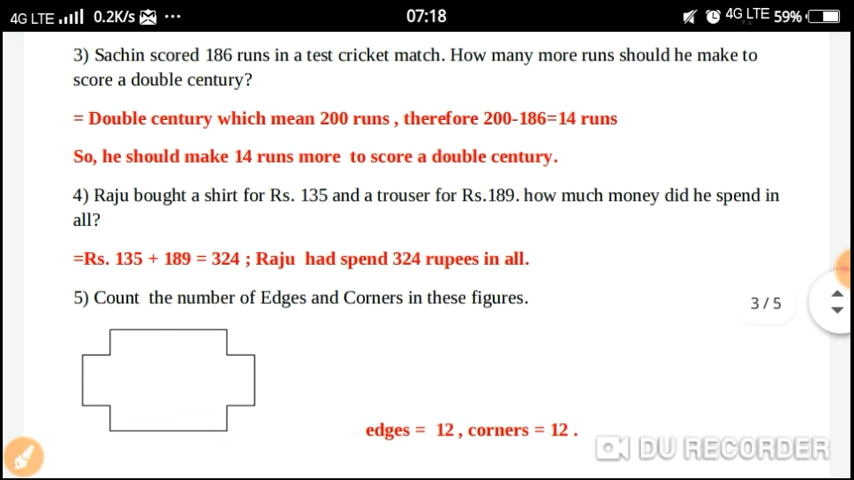 4G LTE 0.2K/s ... 07:18 4G LTE 59%
3) Sachin scored 186 runs in a test cricket match. How many more runs should he make to
score a double century?
= Double century which mean 200 runs , therefore 200-186=14 runs
So, he should make 14 runs more to score a double century.
4) Raju bought a shirt for Rs. 135 and a trouser for Rs.189. how much money did he spend in
all?
=Rs. 135 + 189 = 324 ; Raju had spend 324 rupees in all.
5) Count the number of Edges and Corners in these figures.
3 / 5
edges = 12 , corners = 12 .
DU RECORDER